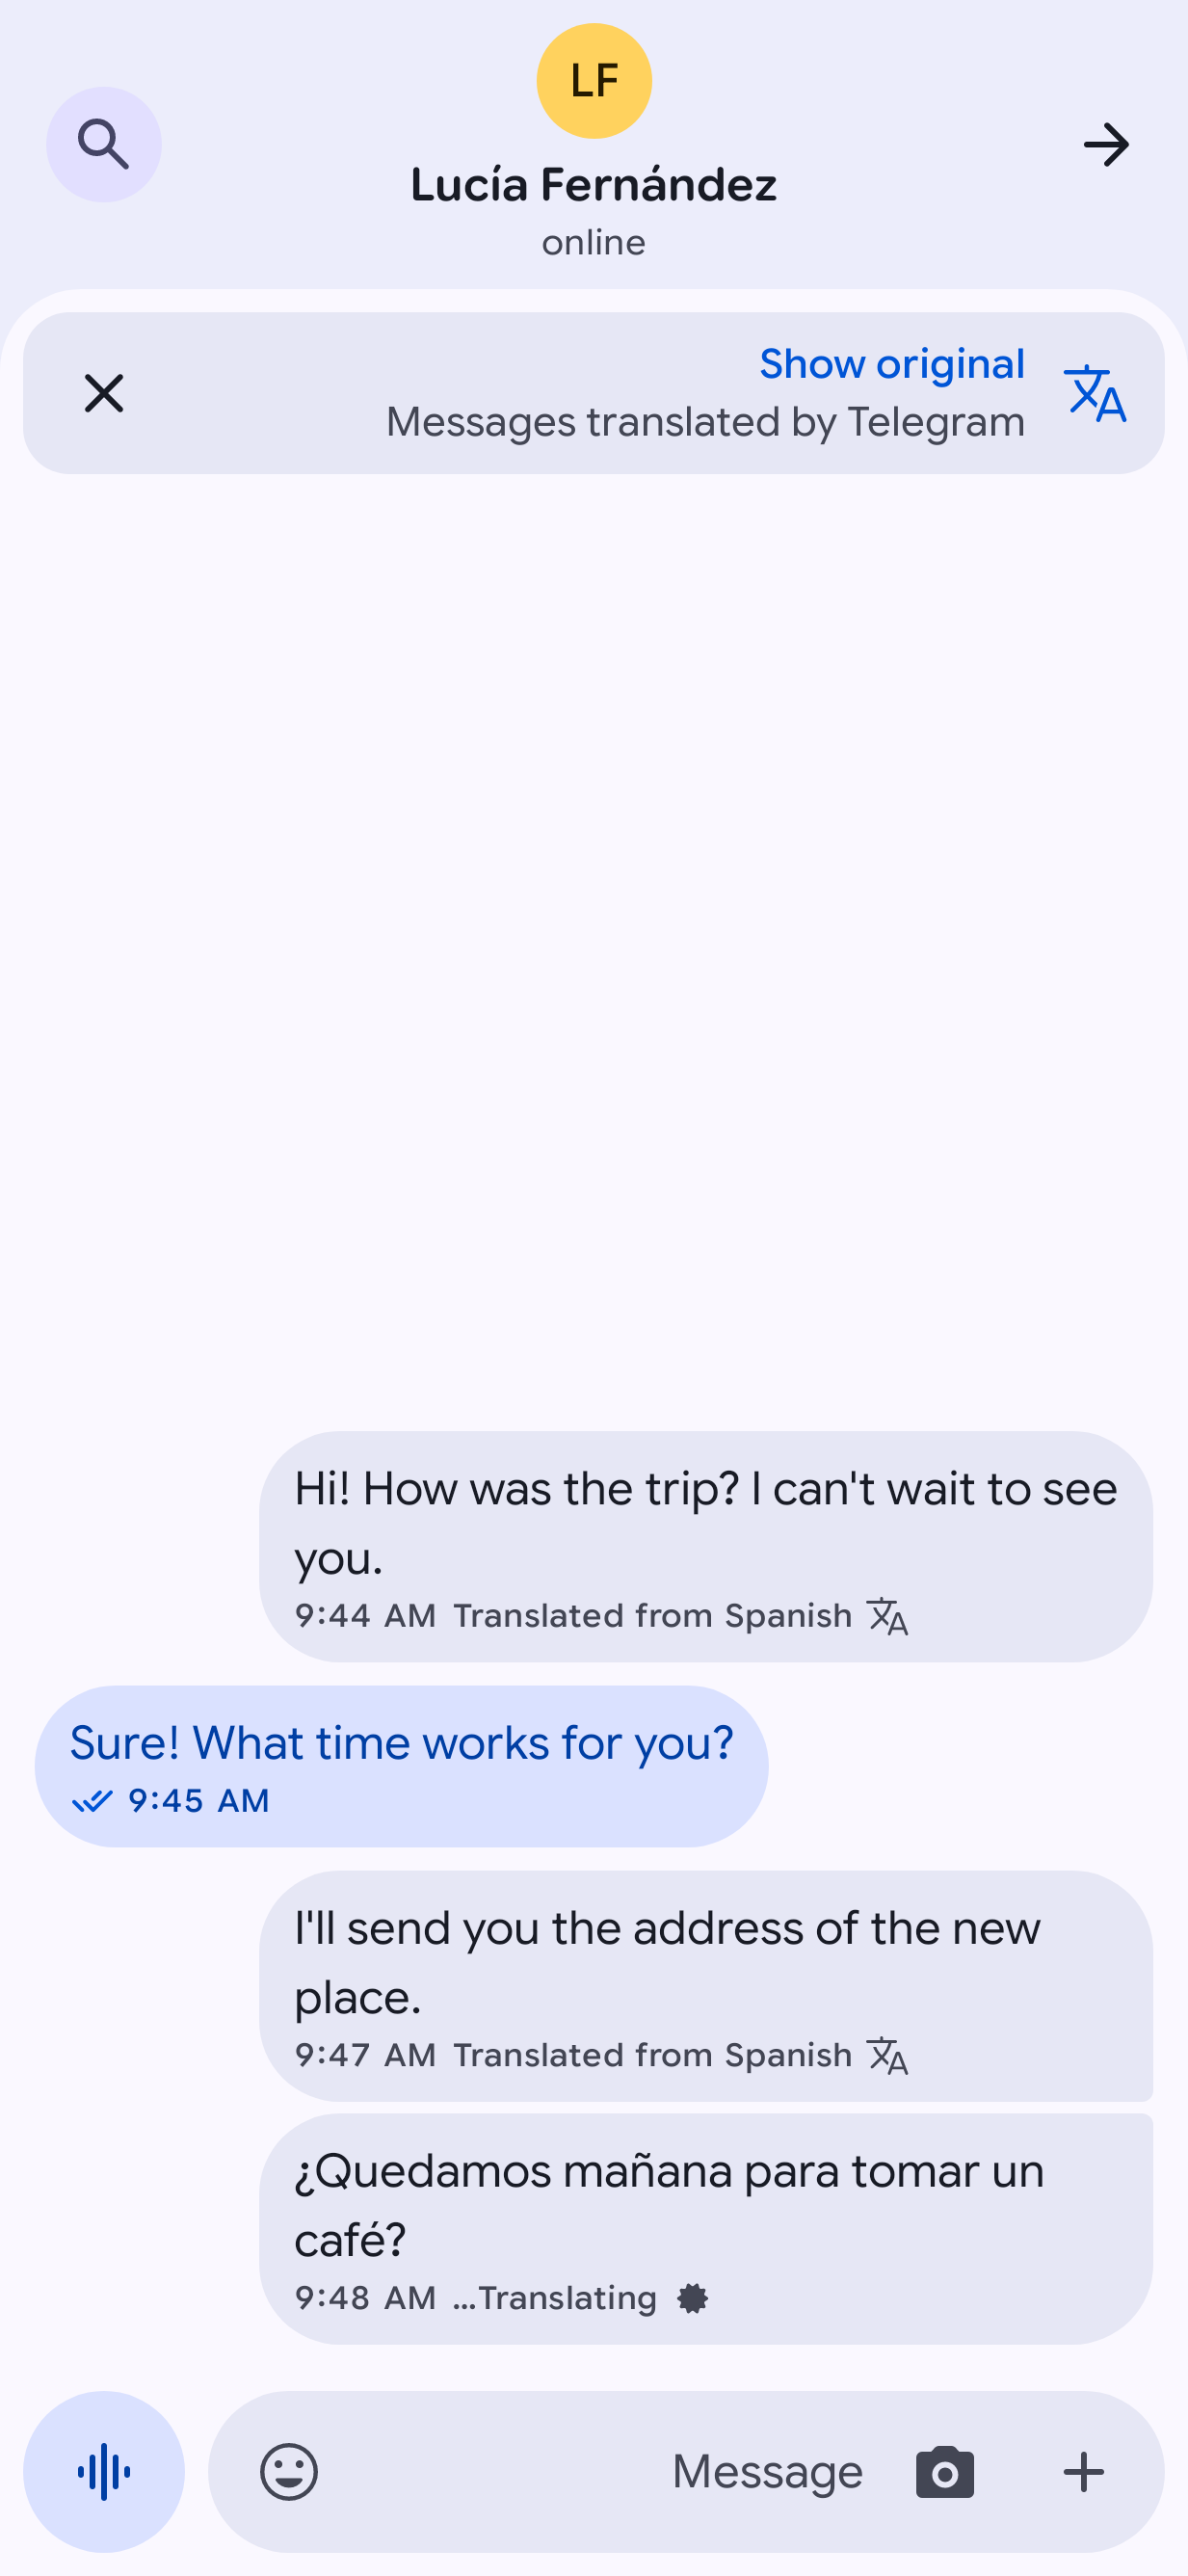 LF
Lucía Fernández
online
Show original
Messages translated by Telegram
Hi! How was the trip? I can't wait to see
you.
9:44 AM Translated from Spanish
Sure! What time works for you?
9:45 AM
I'll send you the address of the new
place.
9:47 AM Translated from Spanish
¿Quedamos mañana para tomar un
café?
9:48 AM …Translating
Message